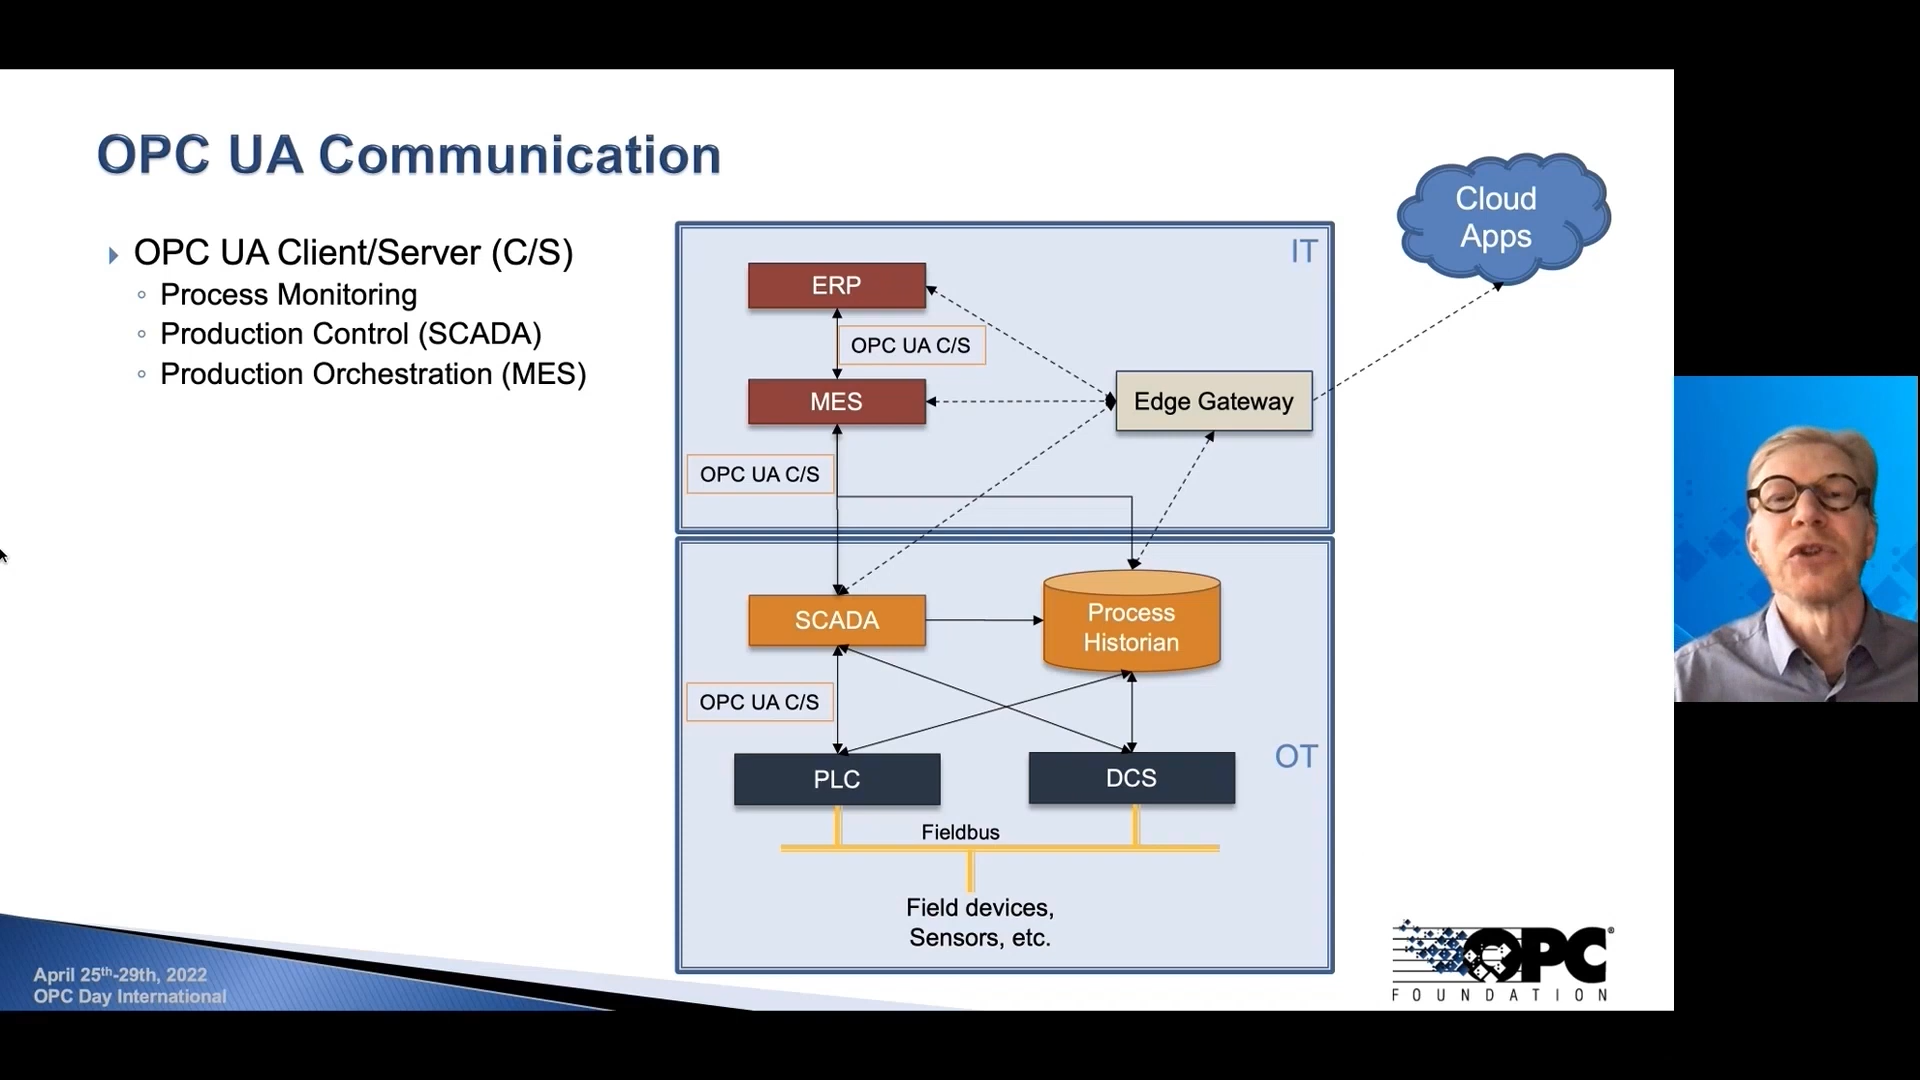 OPC UA Communication
OPC UA Client/Server (C/S)
Process Monitoring
Production Control (SCADA)
Production Orchestration (MES)
Cloud
Apps
IT
ERP
OPC UA C/S
MES
Edge Gateway
OPC UA C/S
SCADA
Process
Historian
OPC UA C/S
OT
PLC
DCS
Fieldbus
Field devices,
Sensors, etc.
April 25th-29th, 2022
OPC Day International
OPC®
FOUNDATION